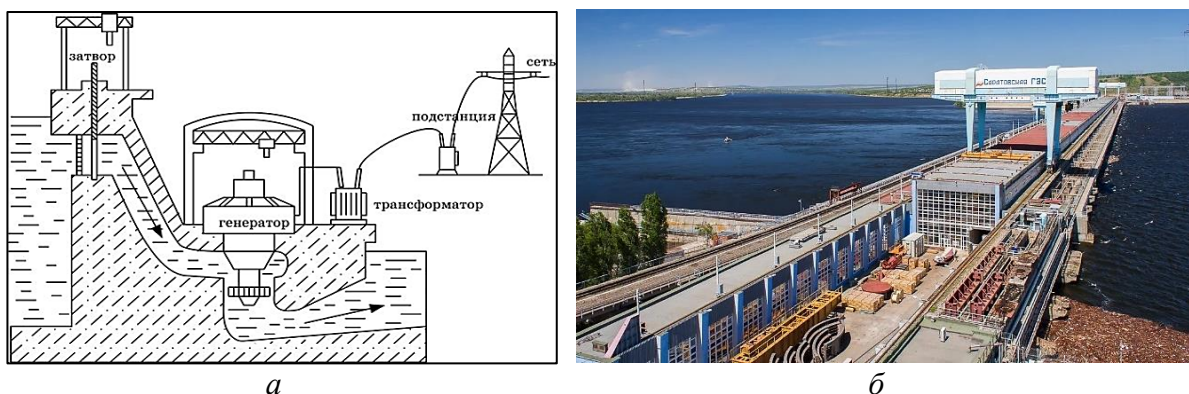 затвор
сеть
подстанция
трансформатор
генератор
Саратовская ГЭС
а
б